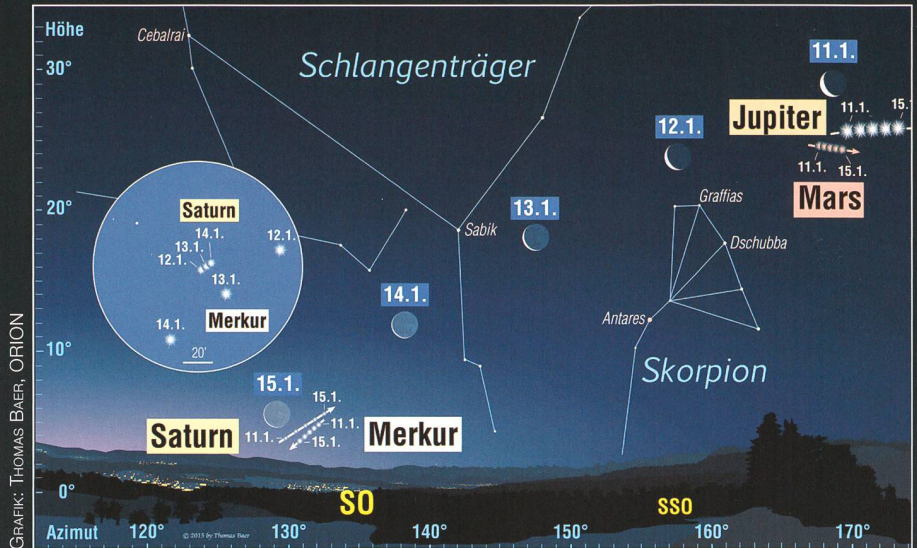 Höhe
30°
20°
10°
0°
Cebalrai
Schlangenträger
11.1.
12.1.
Jupiter
11.1.
15.1
11.1.
15.1.
Mars
13.1.
Graffias
Sabik
Dschubba
Saturn
14.1.
13.1.
12.1.
12.1.
13.1.
Merkur
14.1.
20'
14.1.
Antares
Skorpion
15.1.
15.1.
Saturn
11.1.
11.1.
15.1.
Merkur
SO
SSO
Azimut
120°
130°
140°
150°
160°
170°
© 2015 by Thomas Baer
GRAFIK: THOMAS BAER, ORION